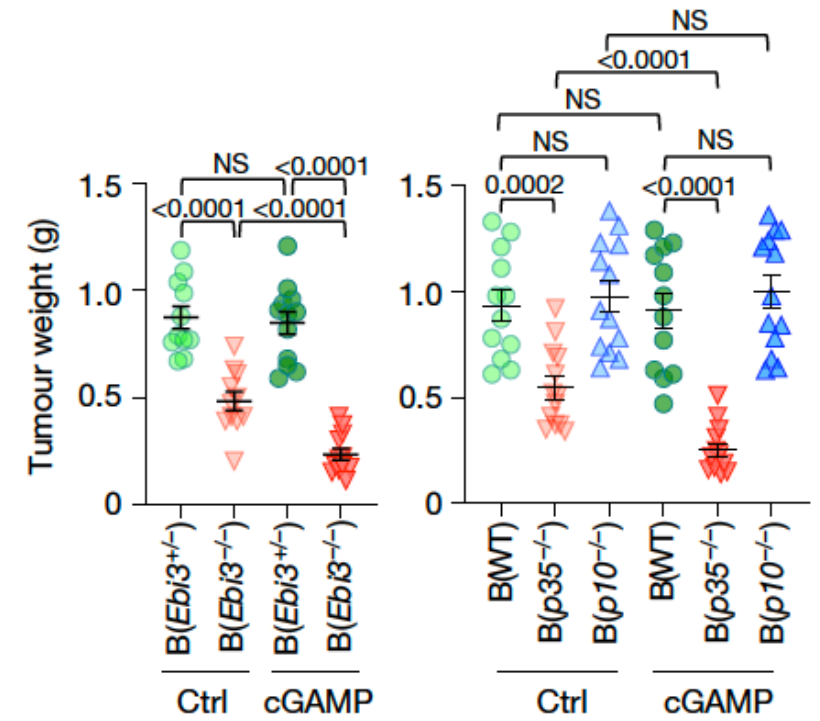 NS
<0.0001
NS
NS <0.0001
NS NS
<0.0001 <0.0001
0.0002 <0.0001
Tumour weight (g)
1.5
1.0
0.5
0
1.5
1.0
0.5
0
B(Ebi3+/–)
B(Ebi3–/–)
B(Ebi3+/–)
B(Ebi3–/–)
B(WT)
B(p35–/–)
B(p10–/–)
B(WT)
B(p35–/–)
B(p10–/–)
Ctrl cGAMP
Ctrl cGAMP